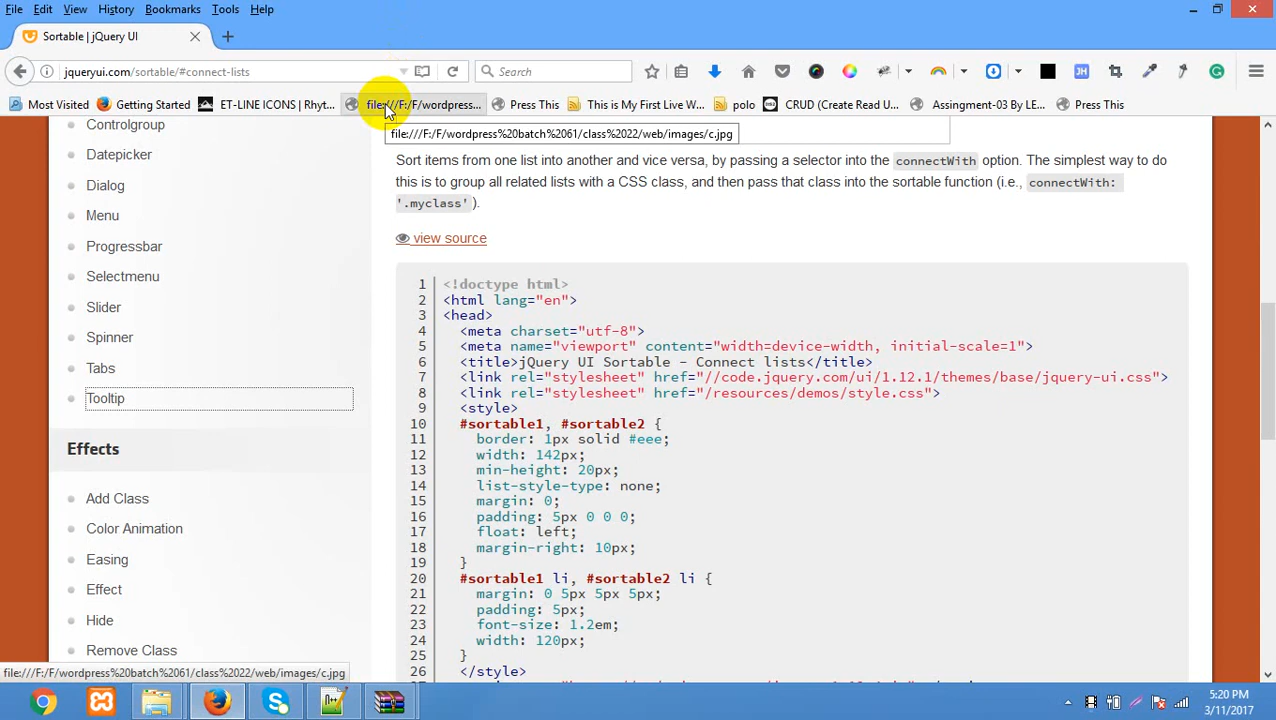 File Edit View History Bookmarks Tools Help
Sortable | jQuery UI
jqueryui.com/sortable/#connect-lists
Search
Most Visited Getting Started ET-LINE ICONS | Rhyt... file:///F:/F/wordpress... Press This This is My First Live W... polo CRUD (Create Read U... Assingment-03 By LE... Press This
file:///F:/F/wordpress%20batch%2061/class%2022/web/images/c.jpg
Controlgroup
Datepicker
Dialog
Menu
Progressbar
Selectmenu
Slider
Spinner
Tabs
Tooltip
Effects
Add Class
Color Animation
Easing
Effect
Hide
Remove Class
Sort items from one list into another and vice versa, by passing a selector into the connectWith option. The simplest way to do
this is to group all related lists with a CSS class, and then pass that class into the sortable function (i.e., connectWith:
'.myclass' ).
view source
1 <!doctype html>
2 <html lang="en">
3 <head>
4 <meta charset="utf-8">
5 <meta name="viewport" content="width=device-width, initial-scale=1">
6 <title>jQuery UI Sortable - Connect lists</title>
7 <link rel="stylesheet" href="//code.jquery.com/ui/1.12.1/themes/base/jquery-ui.css">
8 <link rel="stylesheet" href="/resources/demos/style.css">
9 <style>
10 #sortable1, #sortable2 {
11 border: 1px solid #eee;
12 width: 142px;
13 min-height: 20px;
14 list-style-type: none;
15 margin: 0;
16 padding: 5px 0 0 0;
17 float: left;
18 margin-right: 10px;
19 }
20 #sortable1 li, #sortable2 li {
21 margin: 0 5px 5px 5px;
22 padding: 5px;
23 font-size: 1.2em;
24 width: 120px;
25 }
26 </style>
file:///F:/F/wordpress%20batch%2061/class%2022/web/images/c.jpg
5:20 PM
3/11/2017